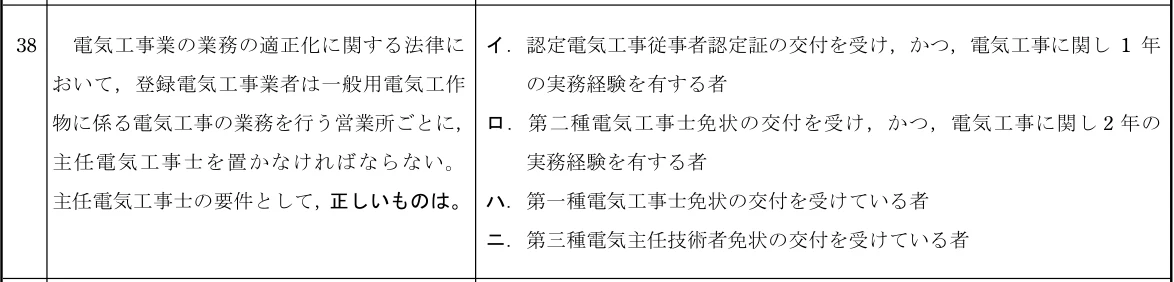 38
電気工事業の業務の適正化に関する法律に
おいて，登録電気工事業者は一般用電気工作
物に係る電気工事の業務を行う営業所ごとに，
主任電気工事士を置かなければならない。
主任電気工事士の要件として，正しいものは。
イ．認定電気工事従事者認定証の交付を受け，かつ，電気工事に関し 1 年
の実務経験を有する者
ロ．第二種電気工事士免状の交付を受け，かつ，電気工事に関し 2 年の
実務経験を有する者
ハ．第一種電気工事士免状の交付を受けている者
ニ．第三種電気主任技術者免状の交付を受けている者